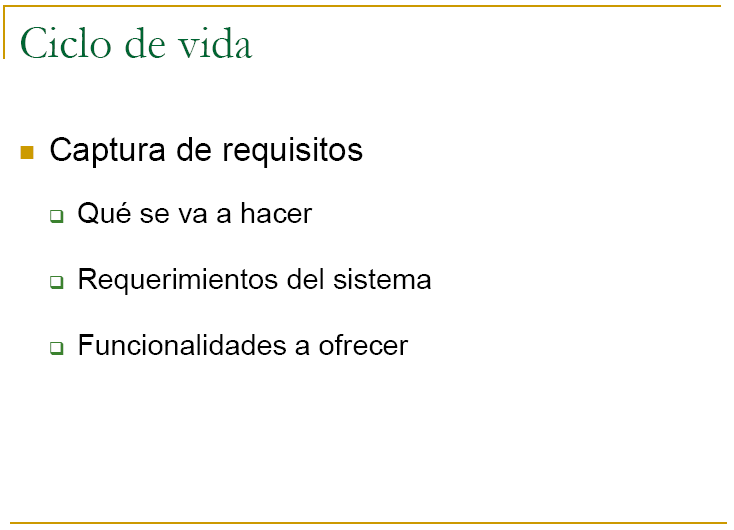 Ciclo de vida
Captura de requisitos
Qué se va a hacer
Requerimientos del sistema
Funcionalidades a ofrecer